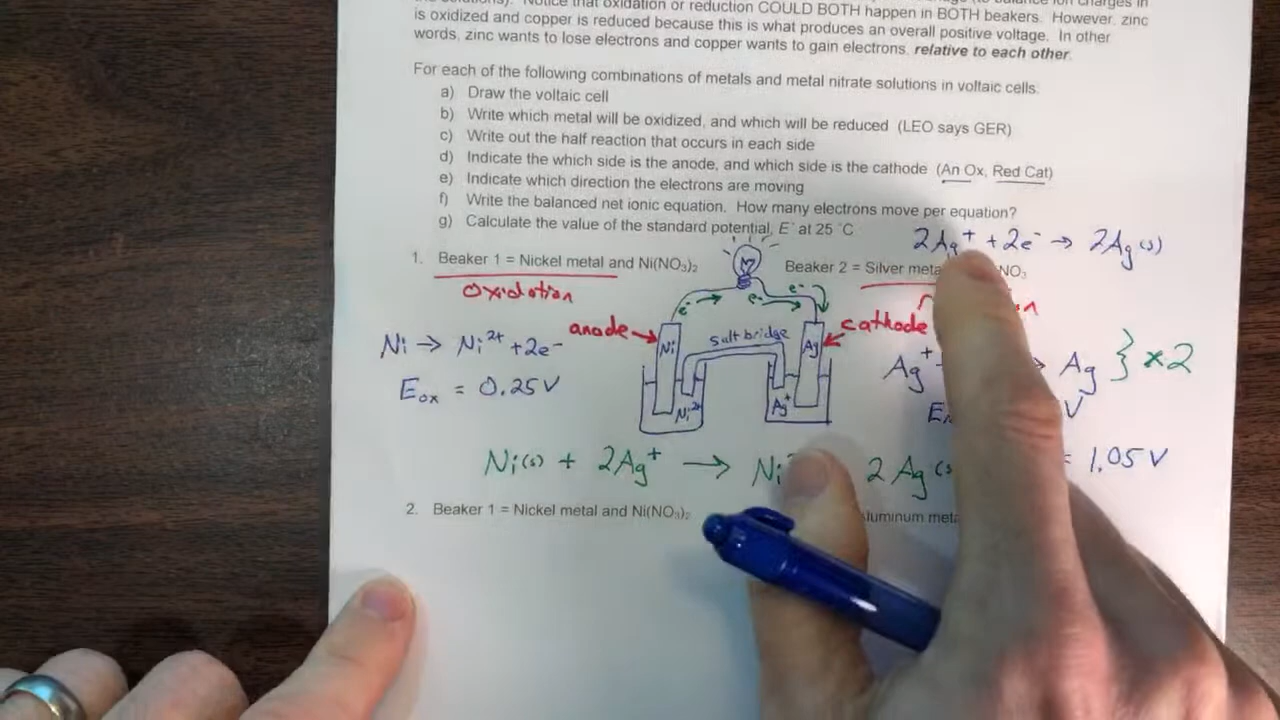 is oxidized and copper is reduced because this is what produces an overall positive voltage. In other
words, zinc wants to lose electrons and copper wants to gain electrons, relative to each other.
For each of the following combinations of metals and metal nitrate solutions in voltaic cells.
a) Draw the voltaic cell
b) Write which metal will be oxidized, and which will be reduced (LEO says GER)
c) Write out the half reaction that occurs in each side
d) Indicate the which side is the anode, and which side is the cathode (An Ox, Red Cat)
e) Indicate which direction the electrons are moving
f) Write the balanced net ionic equation. How many electrons move per equation?
g) Calculate the value of the standard potential, E° at 25 °C
2Ag⁺ + 2e⁻ → 2Ag(s)
1. Beaker 1 = Nickel metal and Ni(NO₃)₂
Beaker 2 = Silver NO₃
oxidation
e⁻ e⁻ e⁻
anode
cathode
Ni → Ni²⁺ + 2e⁻
Ni
salt bridge
Ag
Ag⁺ → Ag } x2
E ox = 0.25 V
Ni²⁺
Ag⁺
V
Ni(s) + 2Ag⁺ → Ni 2Ag(s = 1.05 V
2. Beaker 1 = Nickel metal and Ni(NO₃)₂